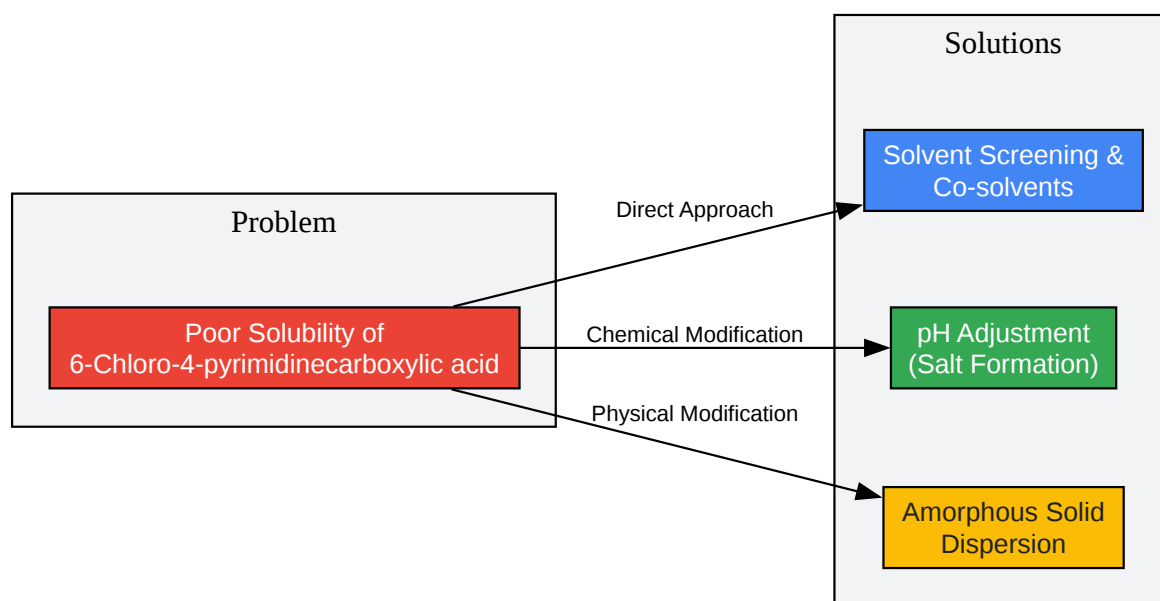 Problem
Poor Solubility of
6-Chloro-4-pyrimidinecarboxylic acid
Direct Approach
Chemical Modification
Physical Modification
Solutions
Solvent Screening &
Co-solvents
pH Adjustment
(Salt Formation)
Amorphous Solid
Dispersion